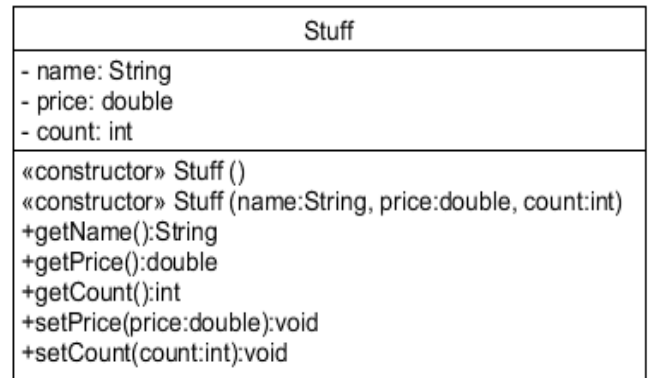 Stuff
- name: String
- price: double
- count: int
«constructor» Stuff ()
«constructor» Stuff (name:String, price:double, count:int)
+getName():String
+getPrice():double
+getCount():int
+setPrice(price:double):void
+setCount(count:int):void